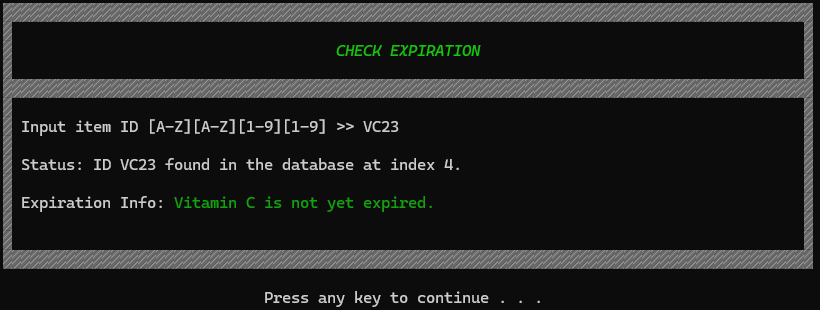 CHECK EXPIRATION
Input item ID [A-Z][A-Z][1-9][1-9] >> VC23
Status: ID VC23 found in the database at index 4.
Expiration Info: Vitamin C is not yet expired.
Press any key to continue . . .